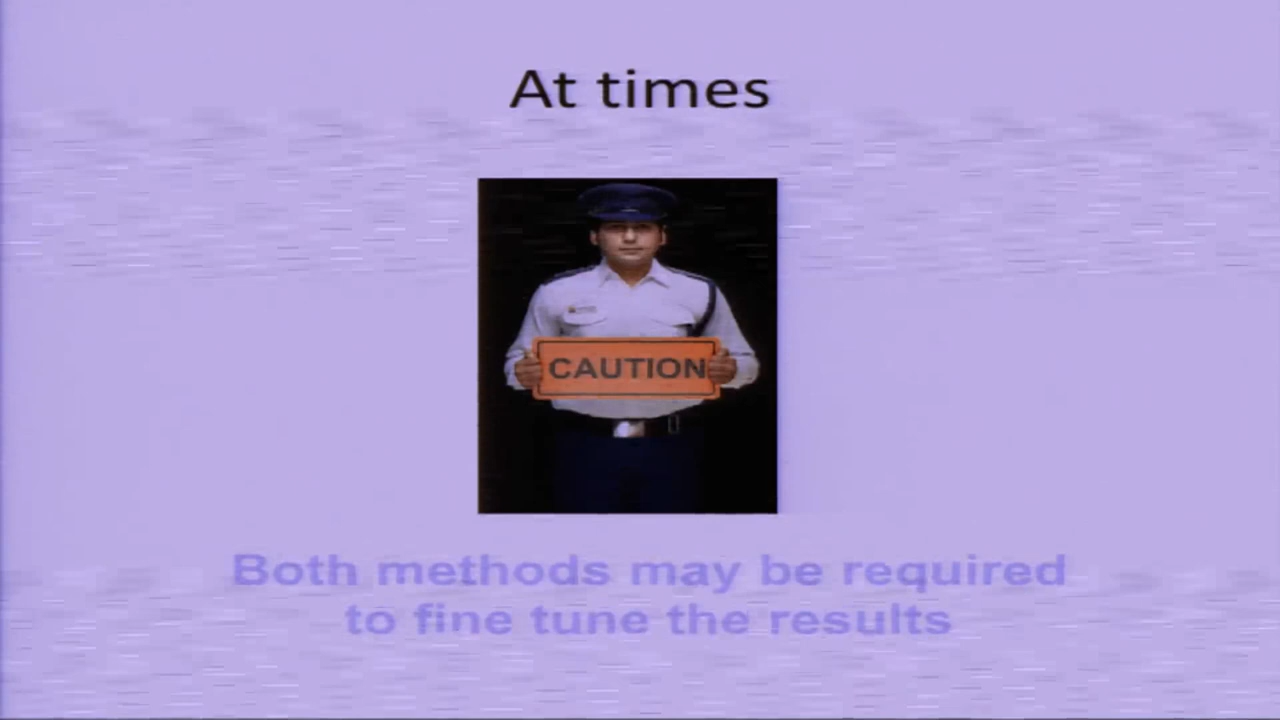 At times
CAUTION
Both methods may be required
to fine tune the results